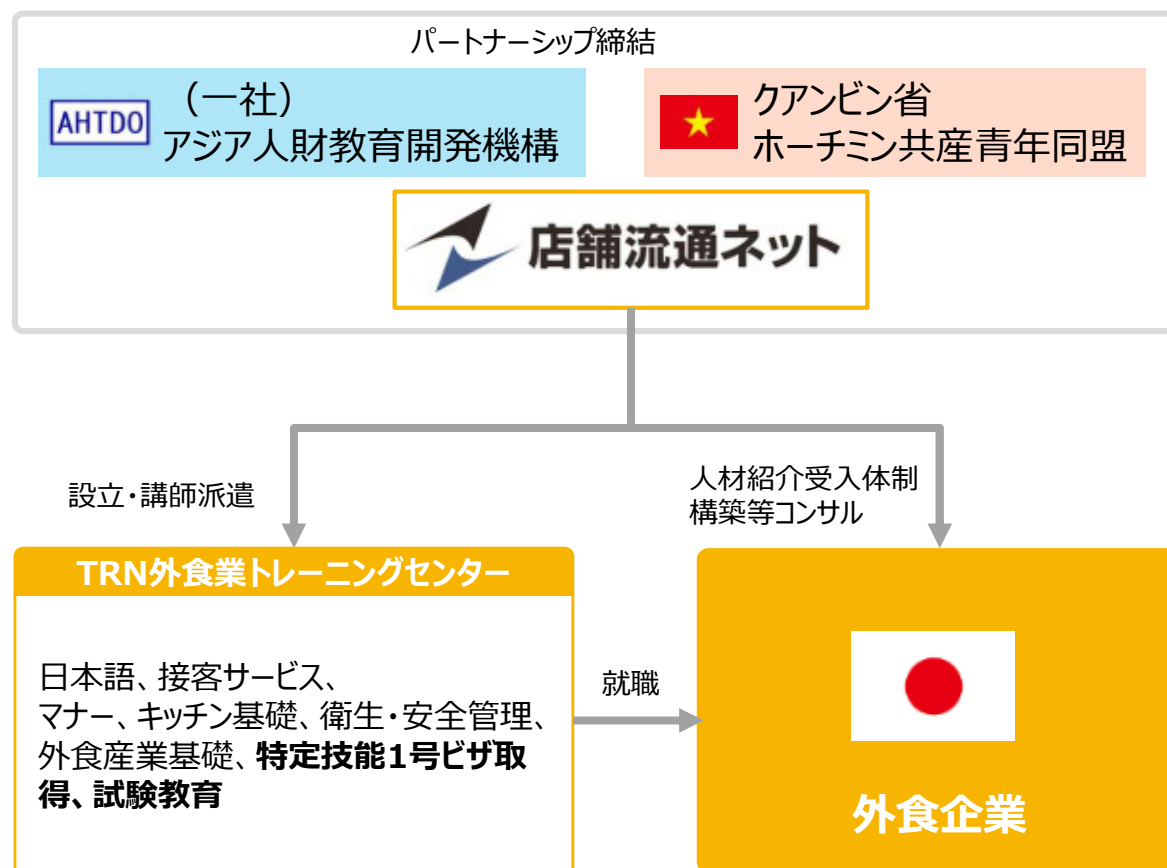 パートナーシップ締結
AHTDO
（一社）
アジア人財教育開発機構
クアンビン省
ホーチミン共産青年同盟
店舗流通ネット
設立・講師派遣
人材紹介受入体制
構築等コンサル
TRN外食業トレーニングセンター
日本語、接客サービス、
マナー、キッチン基礎、衛生・安全管理、
外食産業基礎、特定技能1号ビザ取
得、試験教育
就職
外食企業